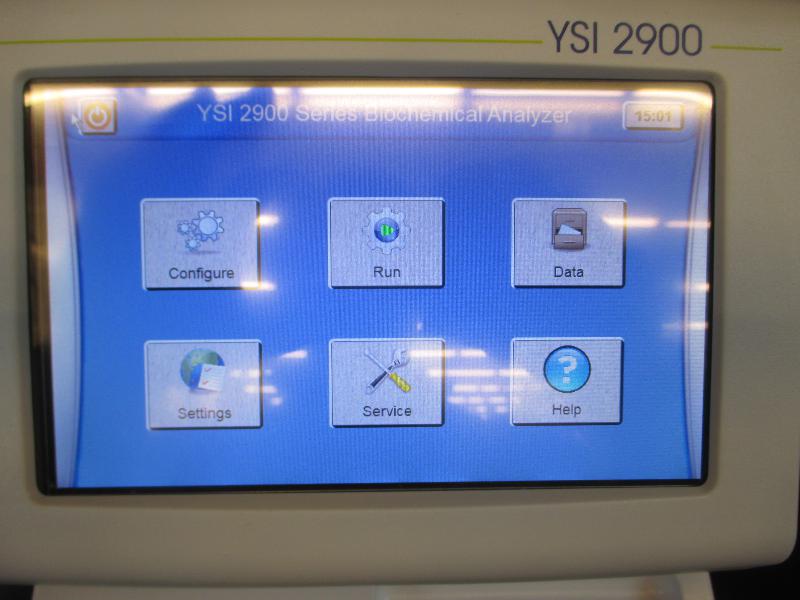 YSI 2900
YSI 2900 Series Biochemical Analyzer
15:01
Configure
Run
Data
Settings
Service
Help